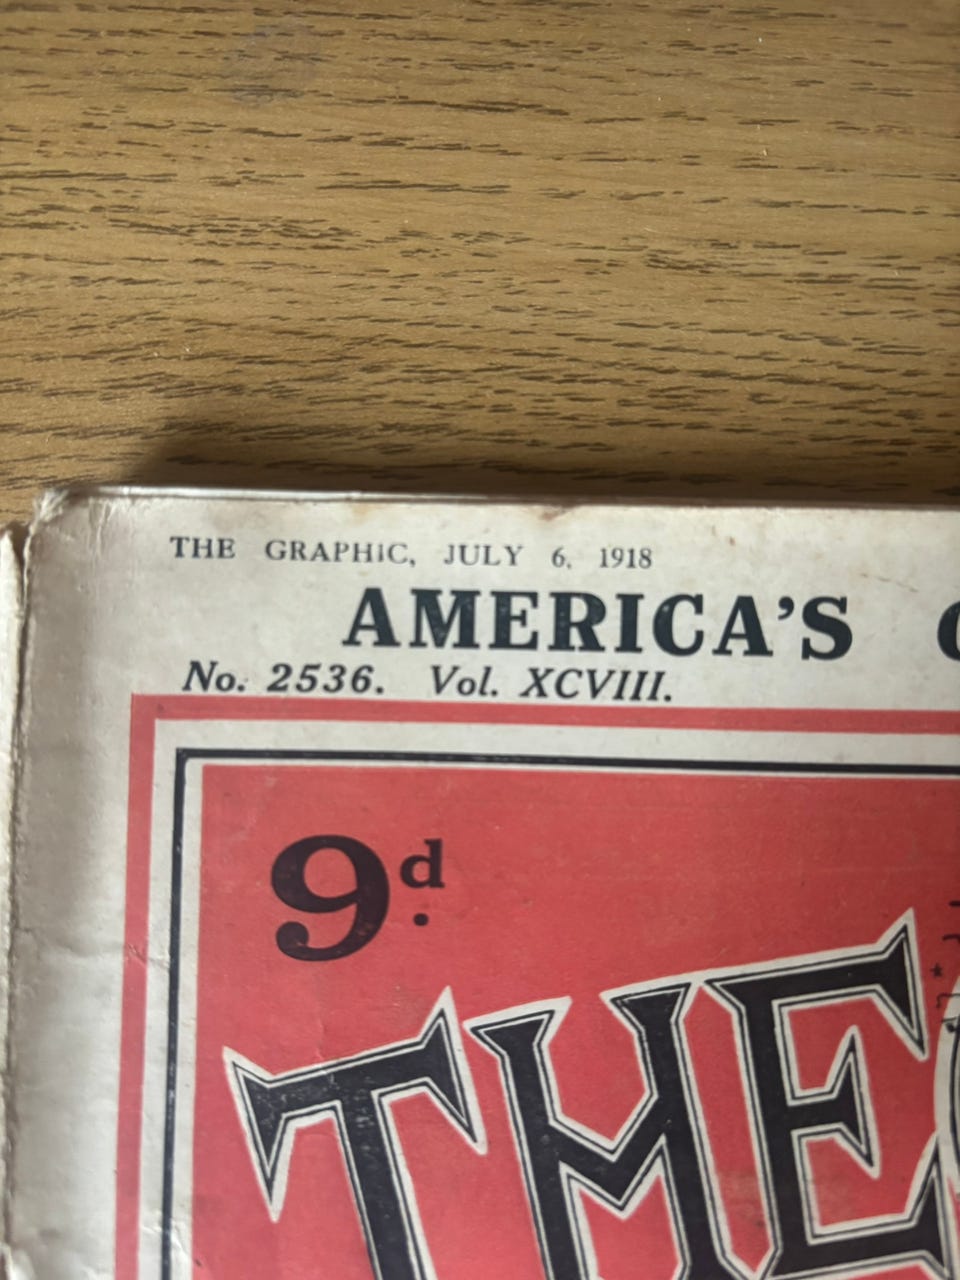 THE GRAPHIC, JULY 6, 1918
AMERICA'S
No. 2536. Vol. XCVIII.
9d.
THE